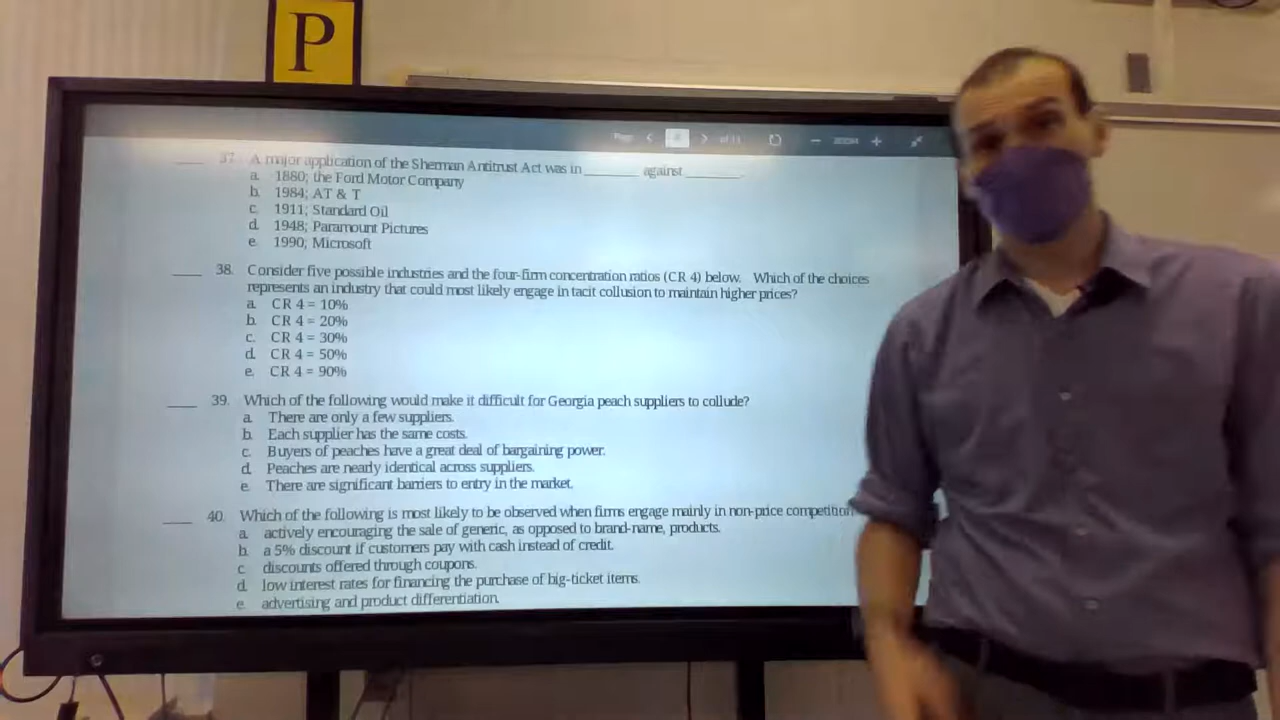 P
Page of 11 ZOOM
37. A major application of the Sherman Antitrust Act was in ______ against ______.
a. 1880; the Ford Motor Company
b. 1984; AT & T
c. 1911; Standard Oil
d. 1948; Paramount Pictures
e. 1990; Microsoft
38. Consider five possible industries and the four-firm concentration ratios (CR 4) below. Which of the choices
represents an industry that could most likely engage in tacit collusion to maintain higher prices?
a. CR 4 = 10%
b. CR 4 = 20%
c. CR 4 = 30%
d. CR 4 = 50%
e. CR 4 = 90%
39. Which of the following would make it difficult for Georgia peach suppliers to collude?
a. There are only a few suppliers.
b. Each supplier has the same costs.
c. Buyers of peaches have a great deal of bargaining power.
d. Peaches are nearly identical across suppliers.
e. There are significant barriers to entry in the market.
40. Which of the following is most likely to be observed when firms engage mainly in non-price competition
a. actively encouraging the sale of generic, as opposed to brand-name, products.
b. a 5% discount if customers pay with cash instead of credit.
c. discounts offered through coupons.
d. low interest rates for financing the purchase of big-ticket items.
e. advertising and product differentiation.